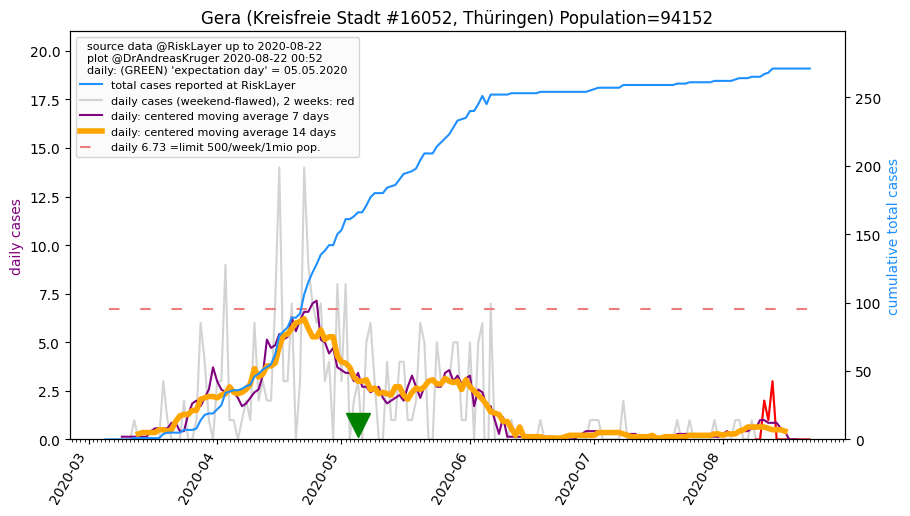 Gera (Kreisfreie Stadt #16052, Thüringen) Population=94152
source data @RiskLayer up to 2020-08-22
plot @DrAndreasKruger 2020-08-22 00:52
daily: (GREEN) 'expectation day' = 05.05.2020
total cases reported at RiskLayer
daily cases (weekend-flawed), 2 weeks: red
daily: centered moving average 7 days
daily: centered moving average 14 days
daily 6.73 =limit 500/week/1mio pop.
daily cases
20.0
17.5
15.0
12.5
10.0
7.5
5.0
2.5
0.0
cumulative total cases
250
200
150
100
50
0
2020-03
2020-04
2020-05
2020-06
2020-07
2020-08